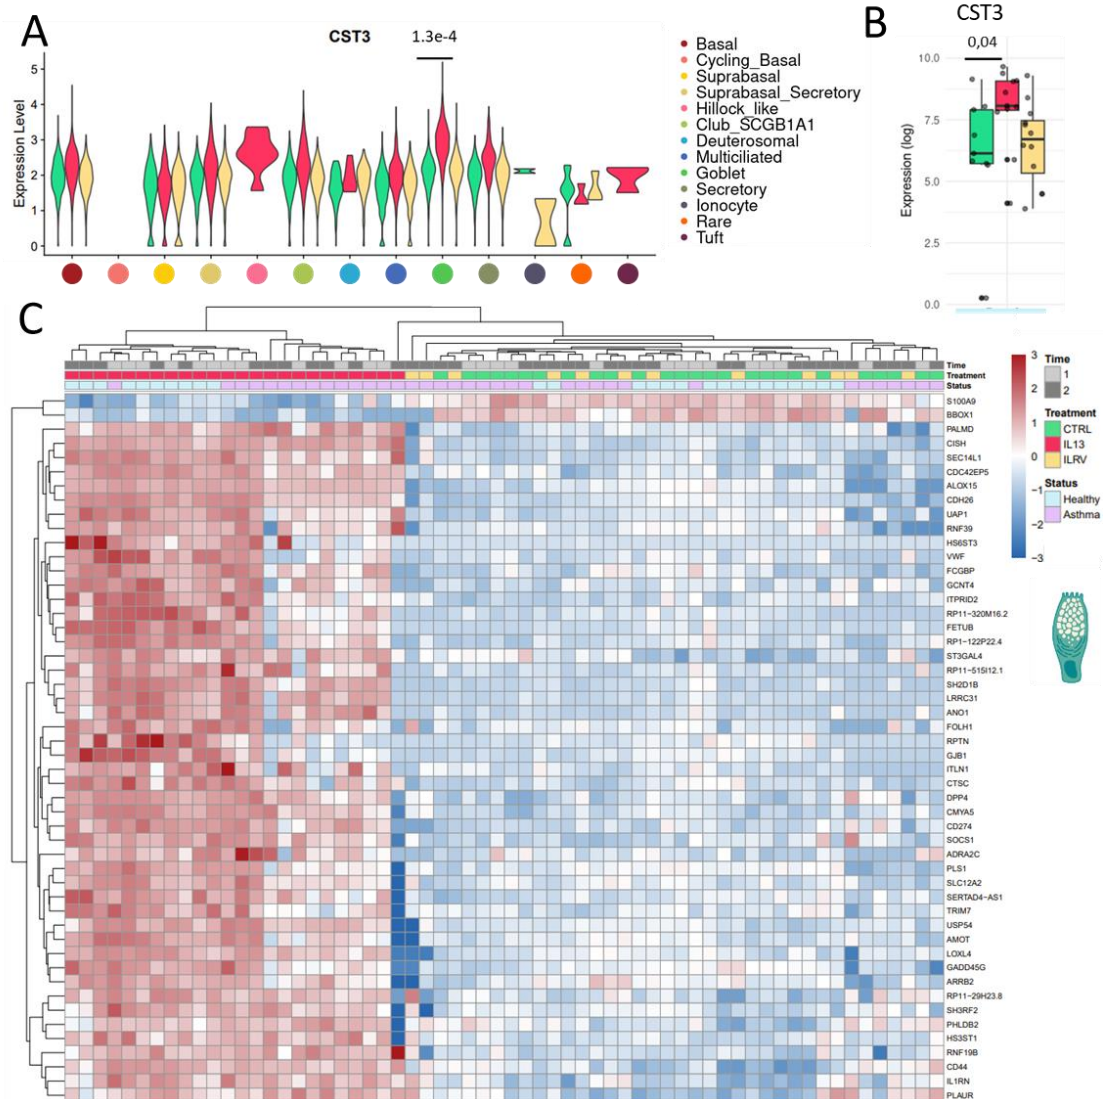 A
CST3
1.3e-4
Expression Level
5
4
3
2
1
0
Basal
Cycling_Basal
Suprabasal
Suprabasal_Secretory
Hillock_like
Club_SCGB1A1
Deuterosomal
Multiciliated
Goblet
Secretory
Ionocyte
Rare
Tuft
B
CST3
0,04
Expression (log)
10.0
7.5
5.0
2.5
0.0
C
Time
Treatment
Status
S100A9
BBOX1
PALMD
CISH
SEC14L1
CDC42EP5
ALOX15
CDH26
UAP1
RNF39
HS6ST3
VWF
FCGBP
GCNT4
ITPRID2
RP11-320M16.2
FETUB
RP1-122P22.4
ST3GAL4
RP11-515I12.1
SH2D1B
LRRC31
ANO1
FOLH1
RPTN
GJB1
ITLN1
CTSC
DPP4
CMYA5
CD274
SOCS1
ADRA2C
PLS1
SLC12A2
SERTAD4-AS1
TRIM7
USP54
AMOT
LOXL4
GADD45G
ARRB2
RP11-29H23.8
SH3RF2
PHLDB2
HS3ST1
RNF19B
CD44
IL1RN
PLAUR
3
2
1
0
-1
-2
-3
Time
1
2
Treatment
CTRL
IL13
ILRV
Status
Healthy
Asthma